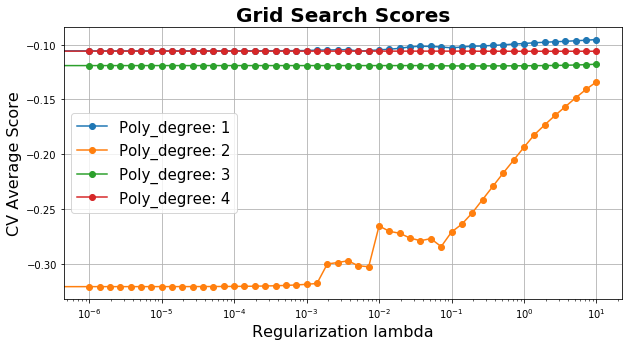 Grid Search Scores
CV Average Score
−0.10
−0.15
−0.20
−0.25
−0.30
Poly_degree: 1
Poly_degree: 2
Poly_degree: 3
Poly_degree: 4
10⁻⁶ 10⁻⁵ 10⁻⁴ 10⁻³ 10⁻² 10⁻¹ 10⁰ 10¹
Regularization lambda